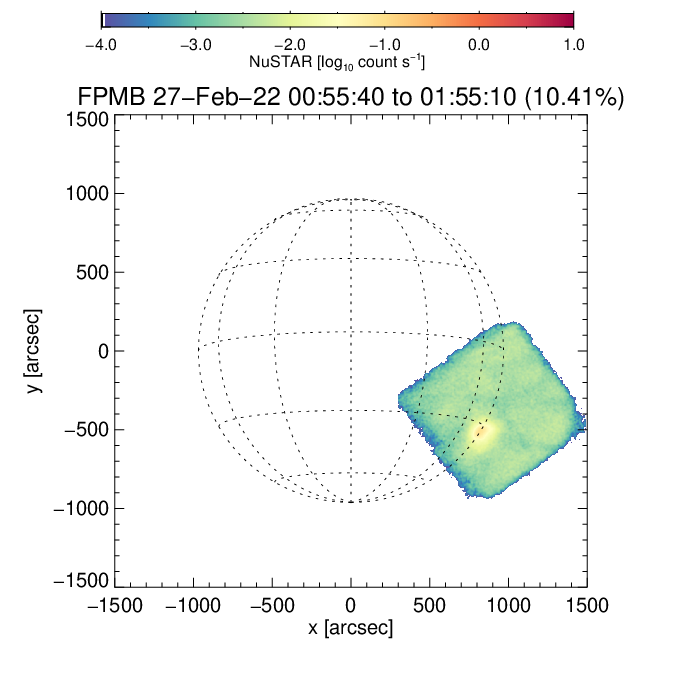 −4.0 −3.0 −2.0 −1.0 0.0 1.0
NuSTAR [log₁₀ count s⁻¹]
FPMB 27−Feb−22 00:55:40 to 01:55:10 (10.41%)
1500
1000
500
0
−500
−1000
−1500
y [arcsec]
−1500 −1000 −500 0 500 1000 1500
x [arcsec]